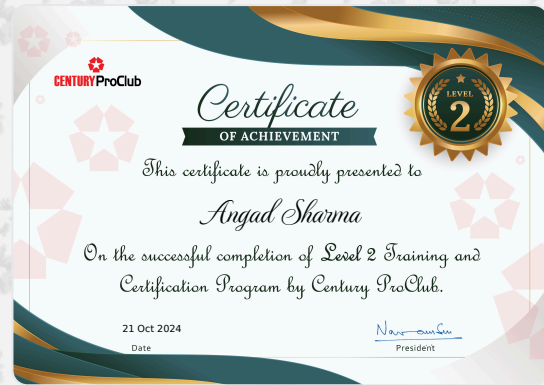 CENTURY ProClub
LEVEL
2
Certificate
OF ACHIEVEMENT
This certificate is proudly presented to
Angad Sharma
On the successful completion of Level 2 Training and
Certification Program by Century ProClub.
21 Oct 2024
Date
President